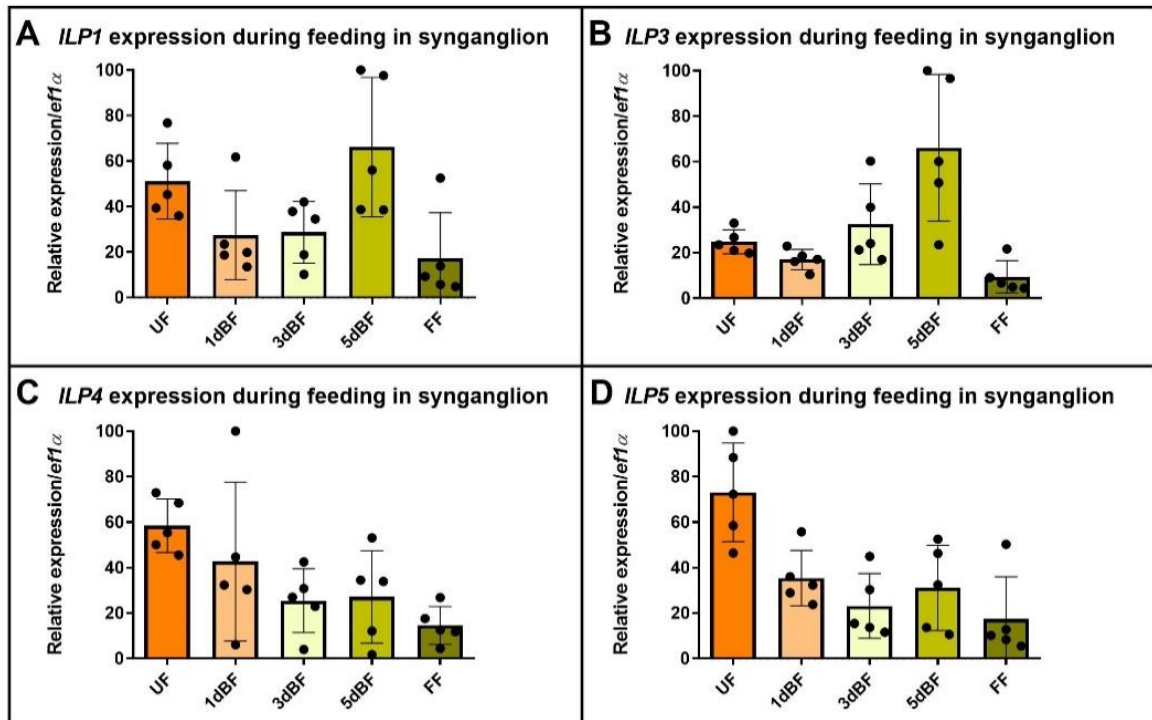 A ILP1 expression during feeding in synganglion
Relative expression/ef1α
100
80
60
40
20
0
UF
1dBF
3dBF
5dBF
FF
B ILP3 expression during feeding in synganglion
Relative expression/ef1α
100
80
60
40
20
0
UF
1dBF
3dBF
5dBF
FF
C ILP4 expression during feeding in synganglion
Relative expression/ef1α
100
80
60
40
20
0
UF
1dBF
3dBF
5dBF
FF
D ILP5 expression during feeding in synganglion
Relative expression/ef1α
100
80
60
40
20
0
UF
1dBF
3dBF
5dBF
FF